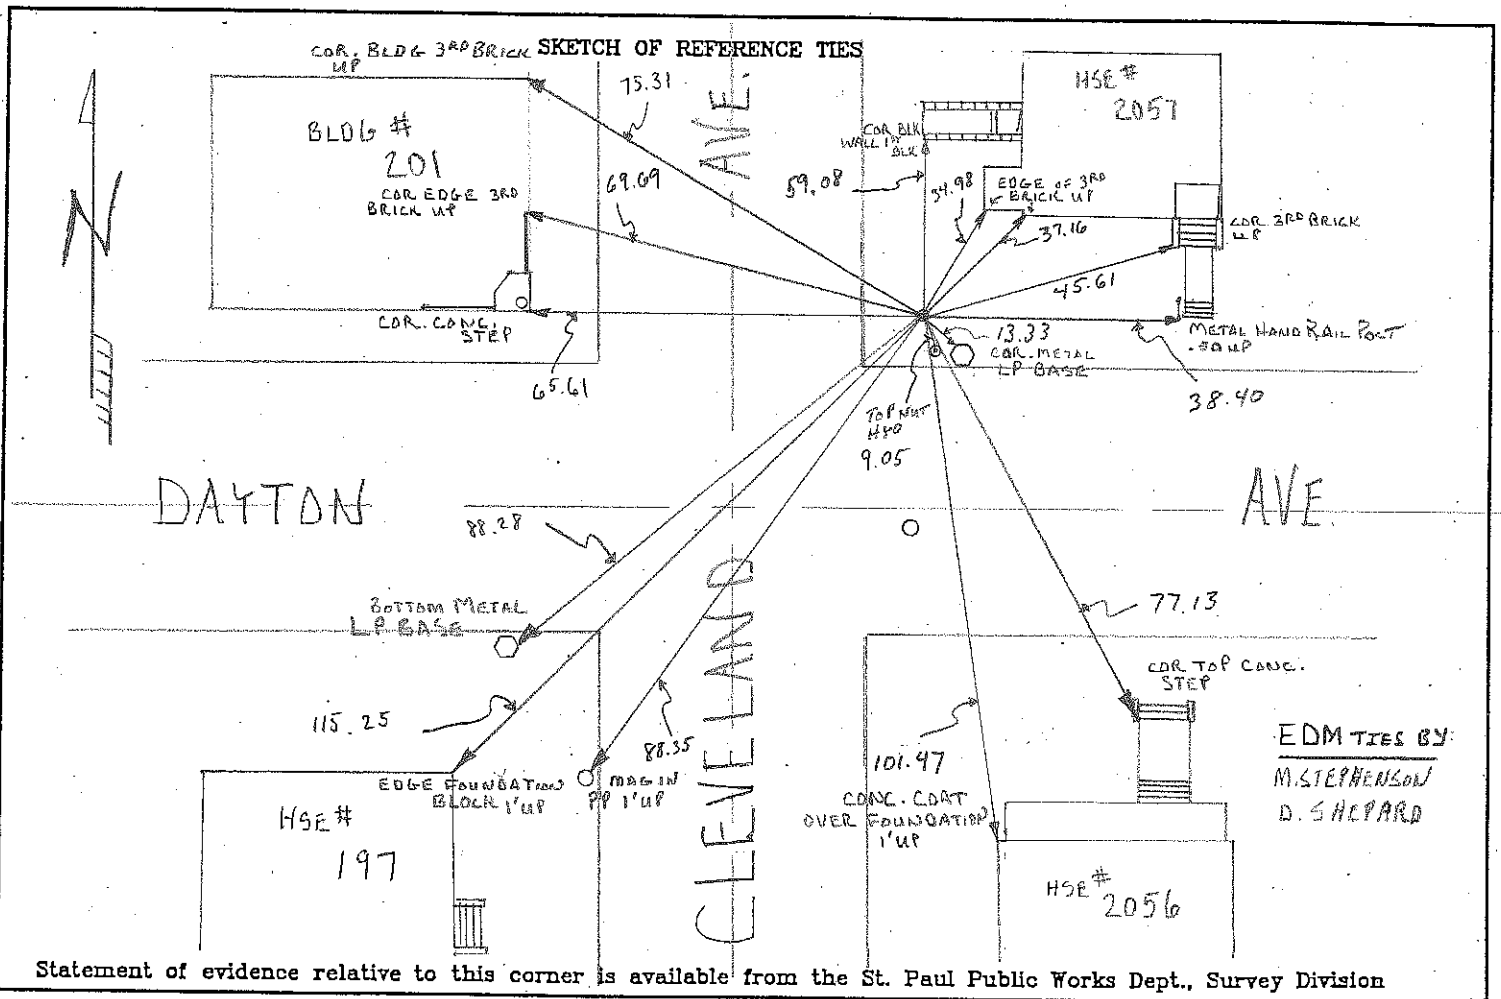 SKETCH OF REFERENCE TIES
COR. BLDG 3RD BRICK
UP
75.31
AVE.
HSE #
2057
BLDG #
201
COR BLK
WALL 1ST
BLK
COR EDGE 3RD
BRICK UP
69.69
59.08
34.98
EDGE OF 3RD
BRICK UP
37.16
COR 3RD BRICK
UP
45.61
N
COR. CONC.
STEP
65.61
13.33
COR. METAL
LP BASE
METAL HAND RAIL POST
38.40
TOP NUT
HYD
9.05
DAYTON
AVE.
88.28
BOTTOM METAL
LP BASE
77.13
CLEVELAND
COR TOP CONC.
STEP
115.25
88.35
101.47
EDGE FOUNDATION
BLOCK 1'UP
MAG IN
PP 1'UP
CONC. COAT
OVER FOUNDATION
1'UP
EDM TIES BY:
M. STEPHENSON
D. SHEPARD
HSE #
197
HSE #
2056
Statement of evidence relative to this corner is available from the St. Paul Public Works Dept., Survey Division